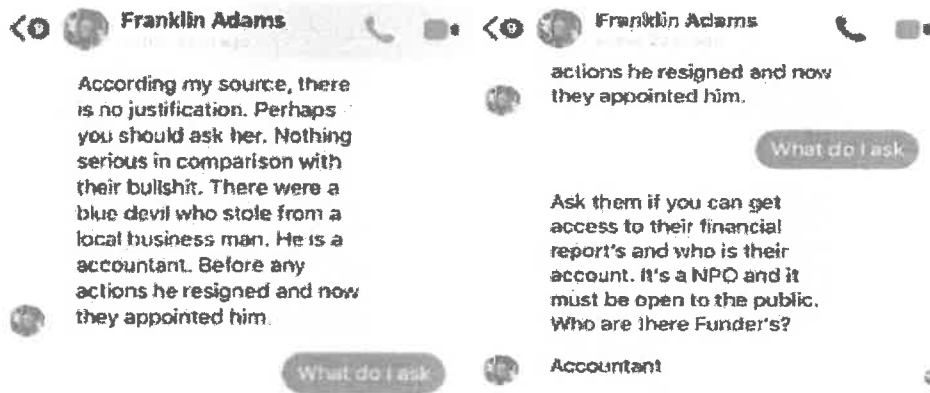 Franklin Adams
According my source, there
is no justification. Perhaps
you should ask her. Nothing
serious in comparison with
their bullshit. There were a
blue devil who stole from a
local business man. He is a
accountant. Before any
actions he resigned and now
they appointed him.
What do i ask
Franklin Adams
actions he resigned and now
they appointed him.
What do I ask
Ask them if you can get
access to their financial
report's and who is their
account. It's a NPO and it
must be open to the public.
Who are there Funder's?
Accountant